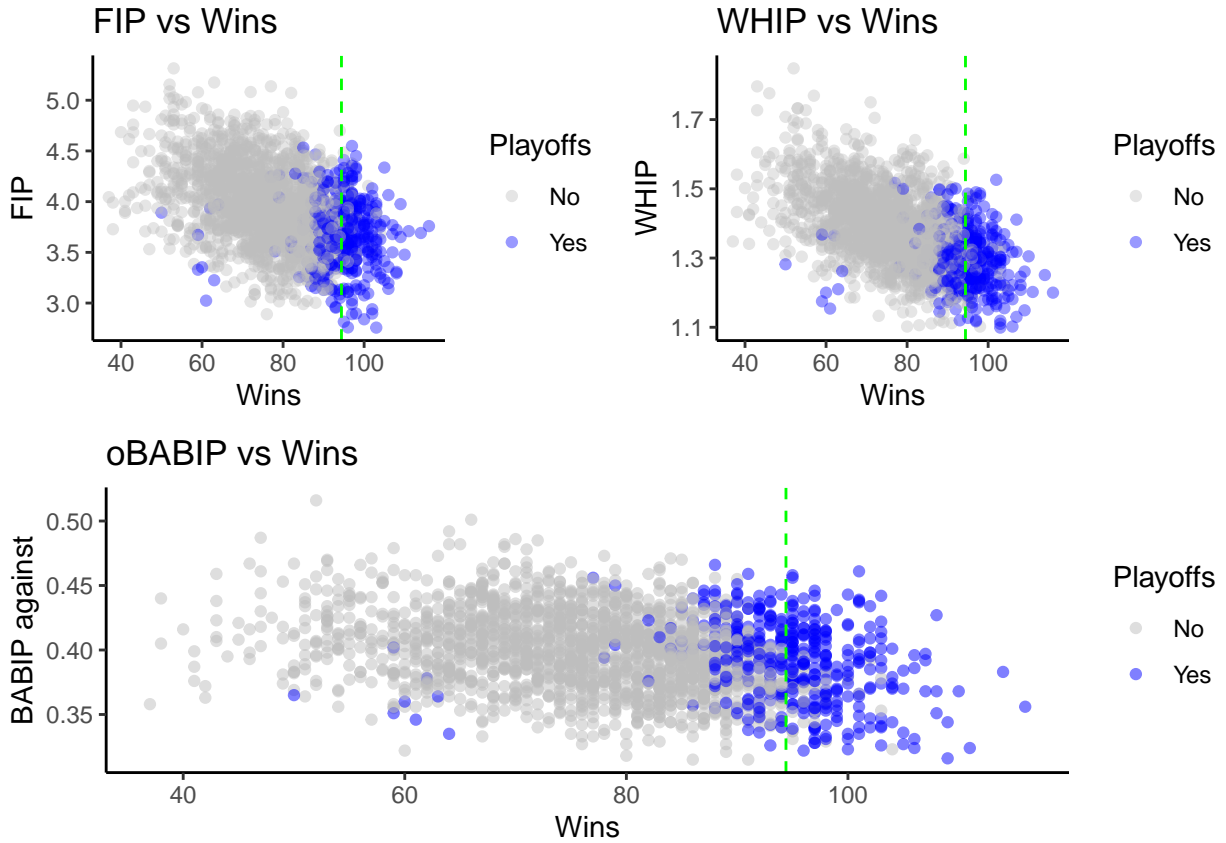 FIP vs Wins
FIP
5.0
4.5
4.0
3.5
3.0
40 60 80 100
Wins
Playoffs
No
Yes
WHIP vs Wins
WHIP
1.7
1.5
1.3
1.1
40 60 80 100
Wins
Playoffs
No
Yes
oBABIP vs Wins
BABIP against
0.50
0.45
0.40
0.35
40 60 80 100
Wins
Playoffs
No
Yes